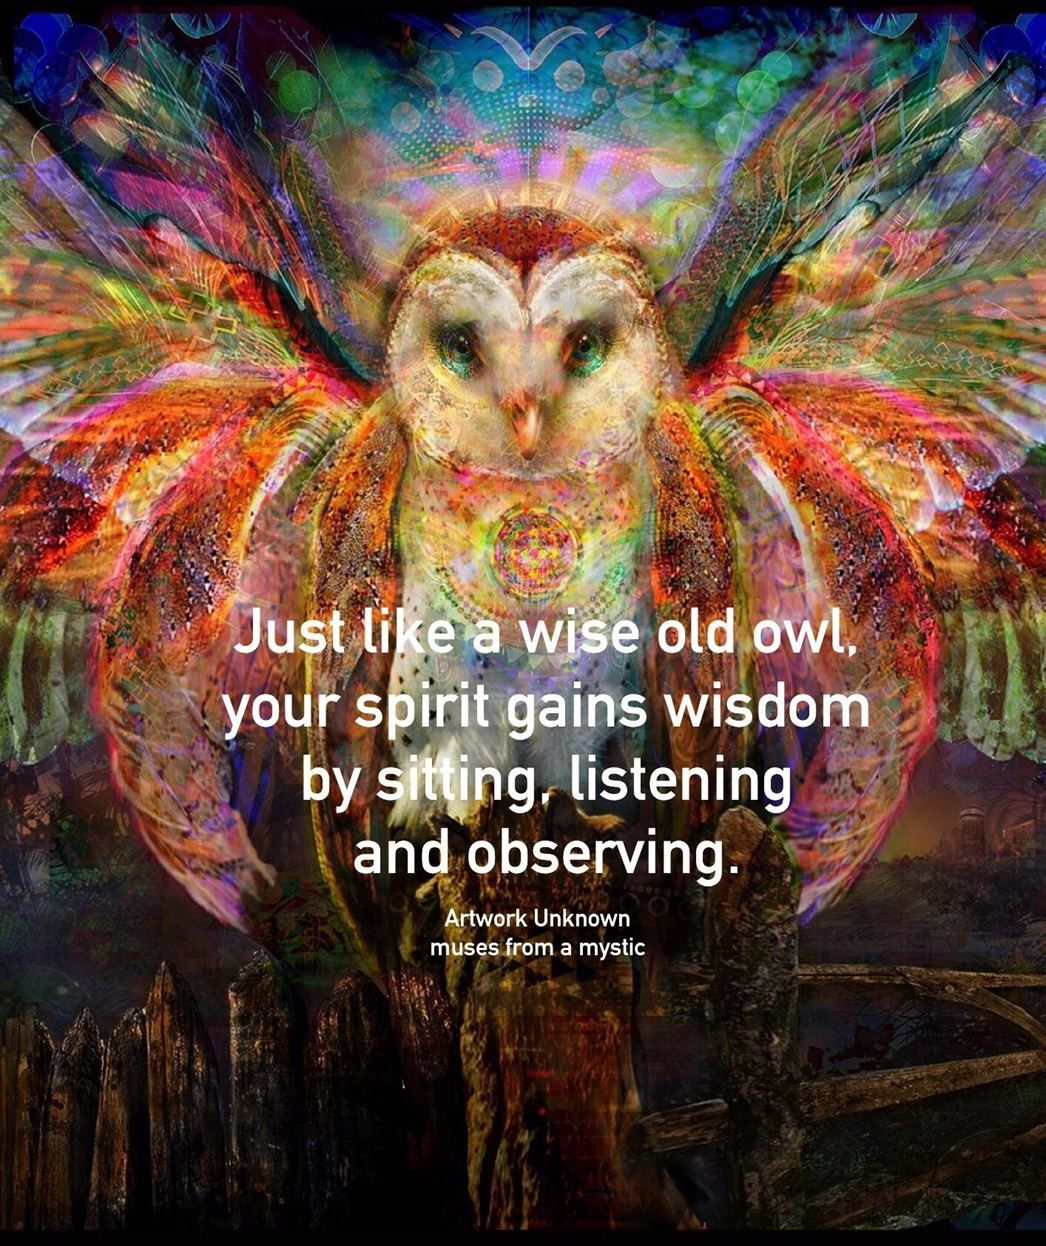 Just like a wise old owl,
your spirit gains wisdom
by sitting, listening
and observing.
Artwork Unknown
muses from a mystic